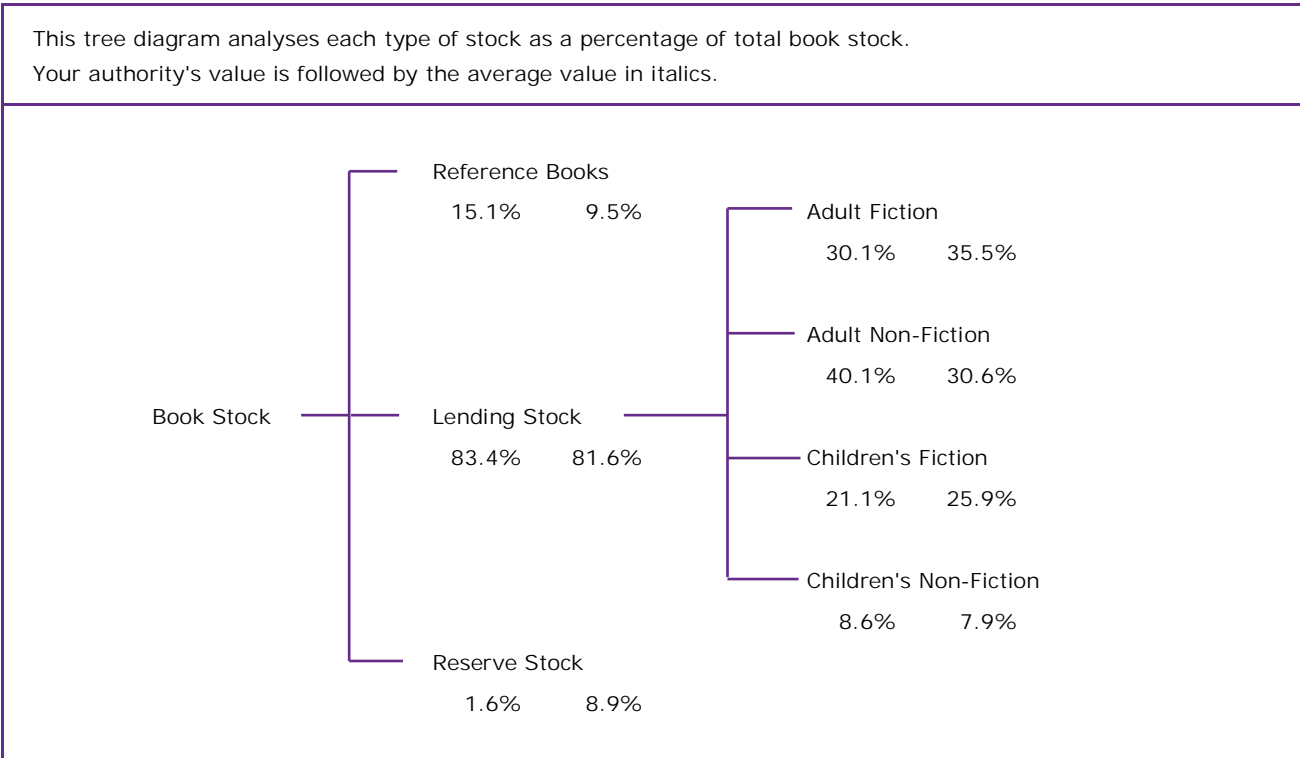 This tree diagram analyses each type of stock as a percentage of total book stock.
Your authority's value is followed by the average value in italics.
Reference Books
15.1% 9.5%
Adult Fiction
30.1% 35.5%
Adult Non-Fiction
40.1% 30.6%
Book Stock
Lending Stock
83.4% 81.6%
Children's Fiction
21.1% 25.9%
Children's Non-Fiction
8.6% 7.9%
Reserve Stock
1.6% 8.9%